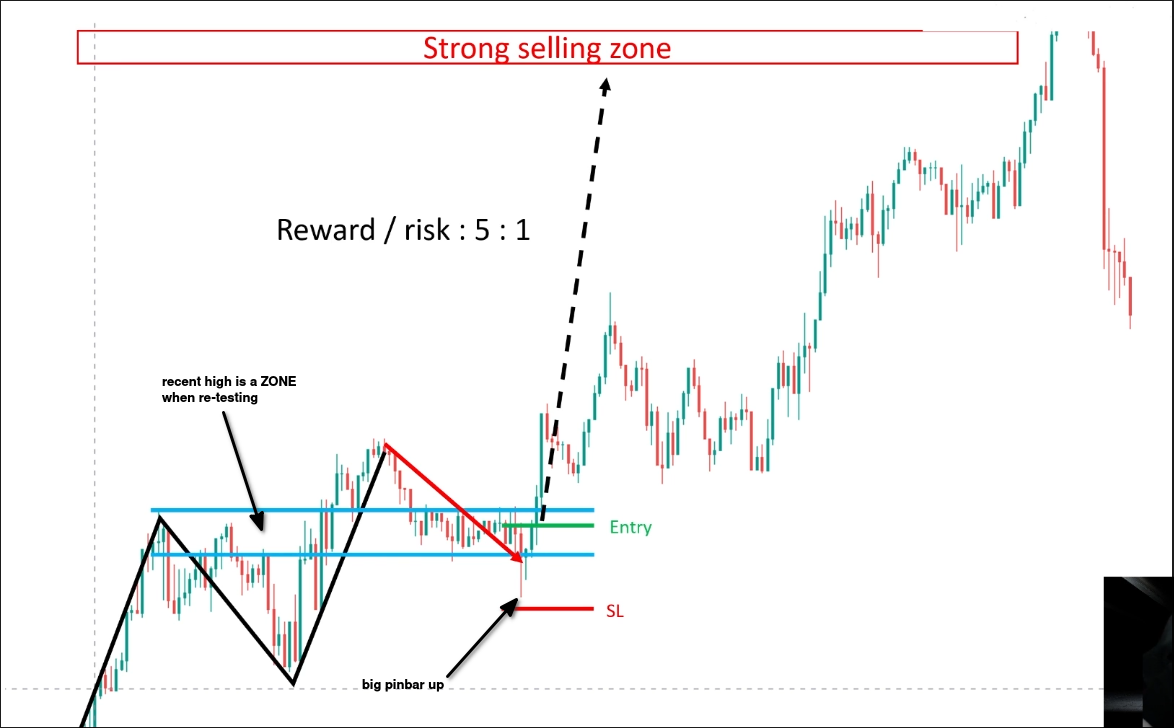 Strong selling zone
Reward / risk : 5 : 1
recent high is a ZONE
when re-testing
Entry
SL
big pinbar up